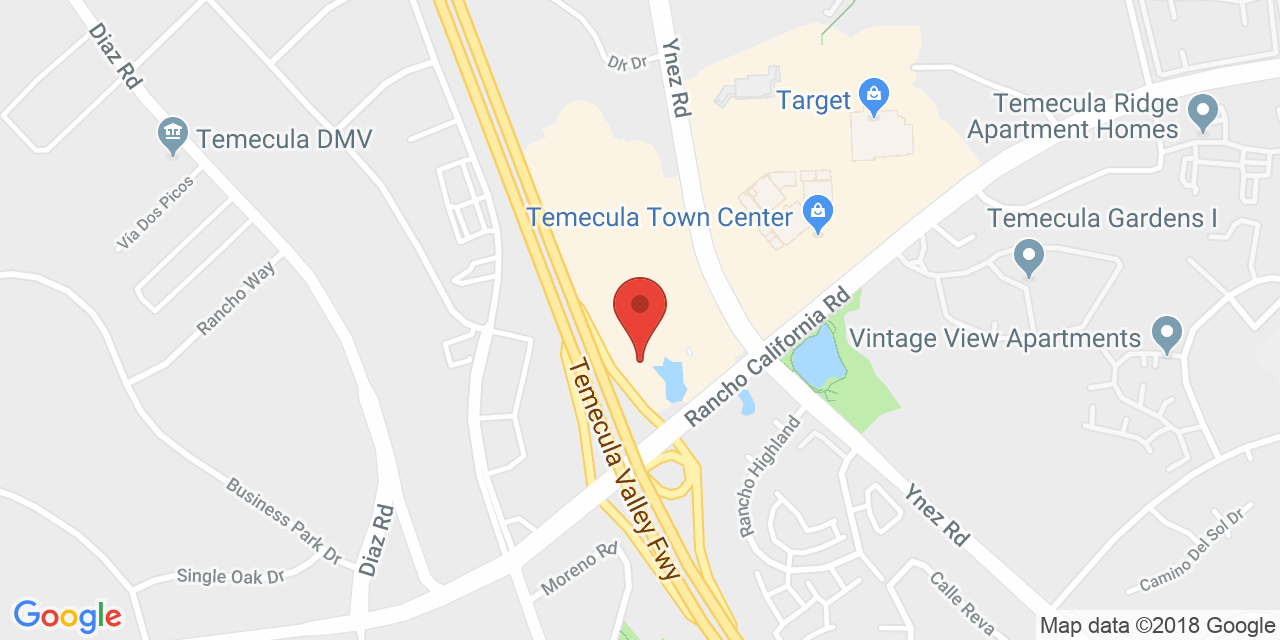 Diaz Rd
Ynez Rd
D/r Dr
Target
Temecula Ridge
Apartment Homes
Temecula DMV
Via Dos Picos
Temecula Town Center
Temecula Gardens I
Rancho Way
Rancho California Rd
Vintage View Apartments
Temecula Valley Fwy
Rancho Highland
Business Park Dr
Diaz Rd
Ynez Rd
Camino Del Sol Dr
Single Oak Dr
Moreno Rd
Calle Reva
Google
Map data ©2018 Google